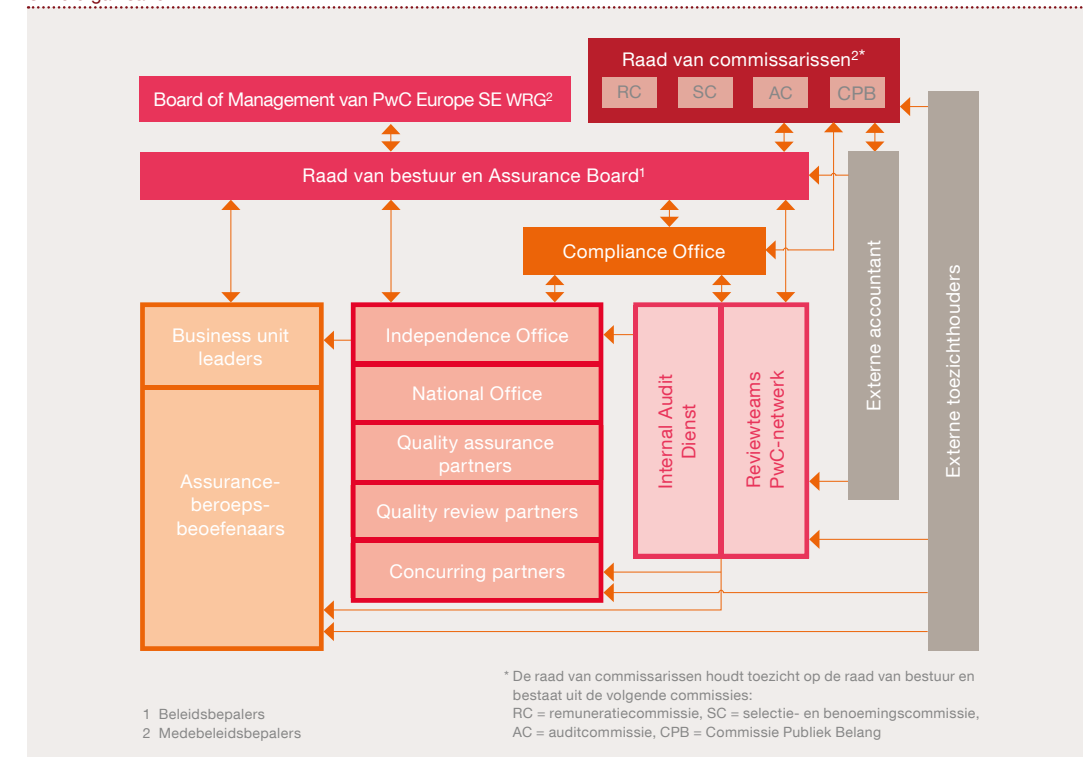 Raad van commissarissen2*
RC SC AC CPB
Board of Management van PwC Europe SE WRG2
Raad van bestuur en Assurance Board1
Compliance Office
Business unit
leaders
Assurance-
beroeps-
beoefenaars
Independence Office
National Office
Quality assurance
partners
Quality review partners
Concurring partners
Internal Audit
Dienst
Reviewteams
PwC-netwerk
Externe accountant
Externe toezichthouders
1 Beleidsbepalers
2 Medebeleidsbepalers
* De raad van commissarissen houdt toezicht op de raad van bestuur en
bestaat uit de volgende commissies:
RC = remuneratiecommissie, SC = selectie- en benoemingscommissie,
AC = auditcommissie, CPB = Commissie Publiek Belang